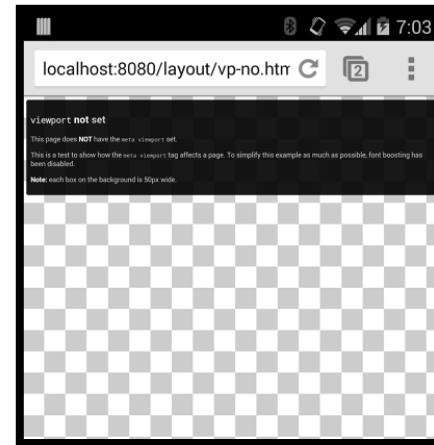 7:03
localhost:8080/layout/vp-no.htm
2
viewport not set
This page does NOT have the meta viewport set.
This is a test to show how the meta viewport tag affects a page. To simplify this example as much as possible, font boosting has
been disabled.
Note: each box on the background is 50px wide.